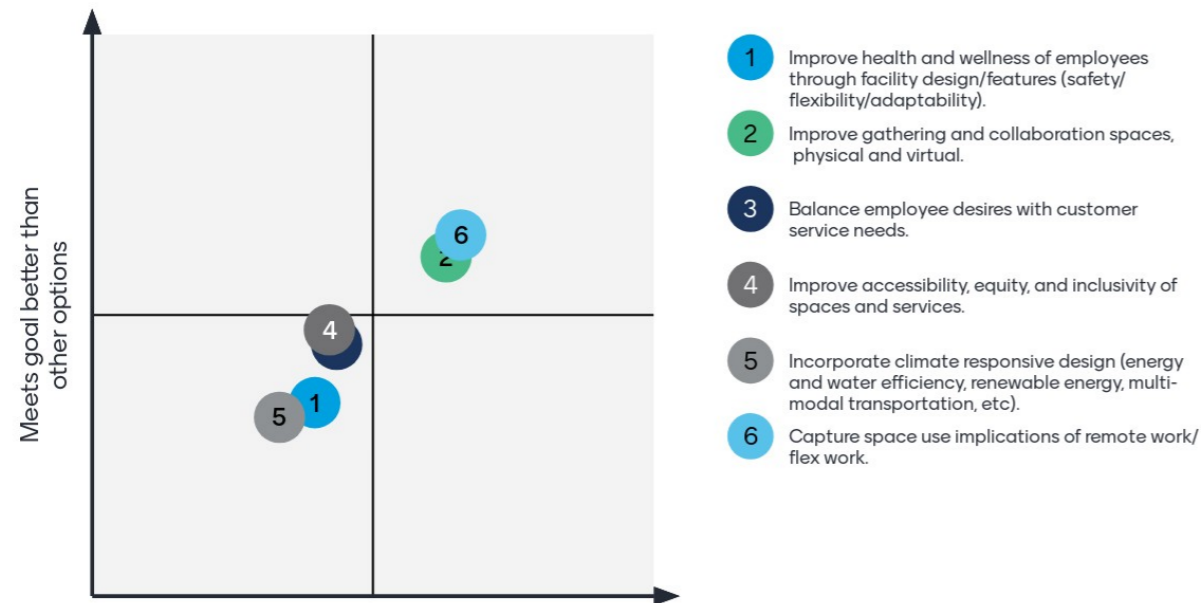 Meets goal better than
other options
6
2
4
1
5
1
Improve health and wellness of employees
through facility design/features (safety/
flexibility/adaptability).
2
Improve gathering and collaboration spaces,
physical and virtual.
3
Balance employee desires with customer
service needs.
4
Improve accessibility, equity, and inclusivity of
spaces and services.
5
Incorporate climate responsive design (energy
and water efficiency, renewable energy, multi-
modal transportation, etc).
6
Capture space use implications of remote work/
flex work.